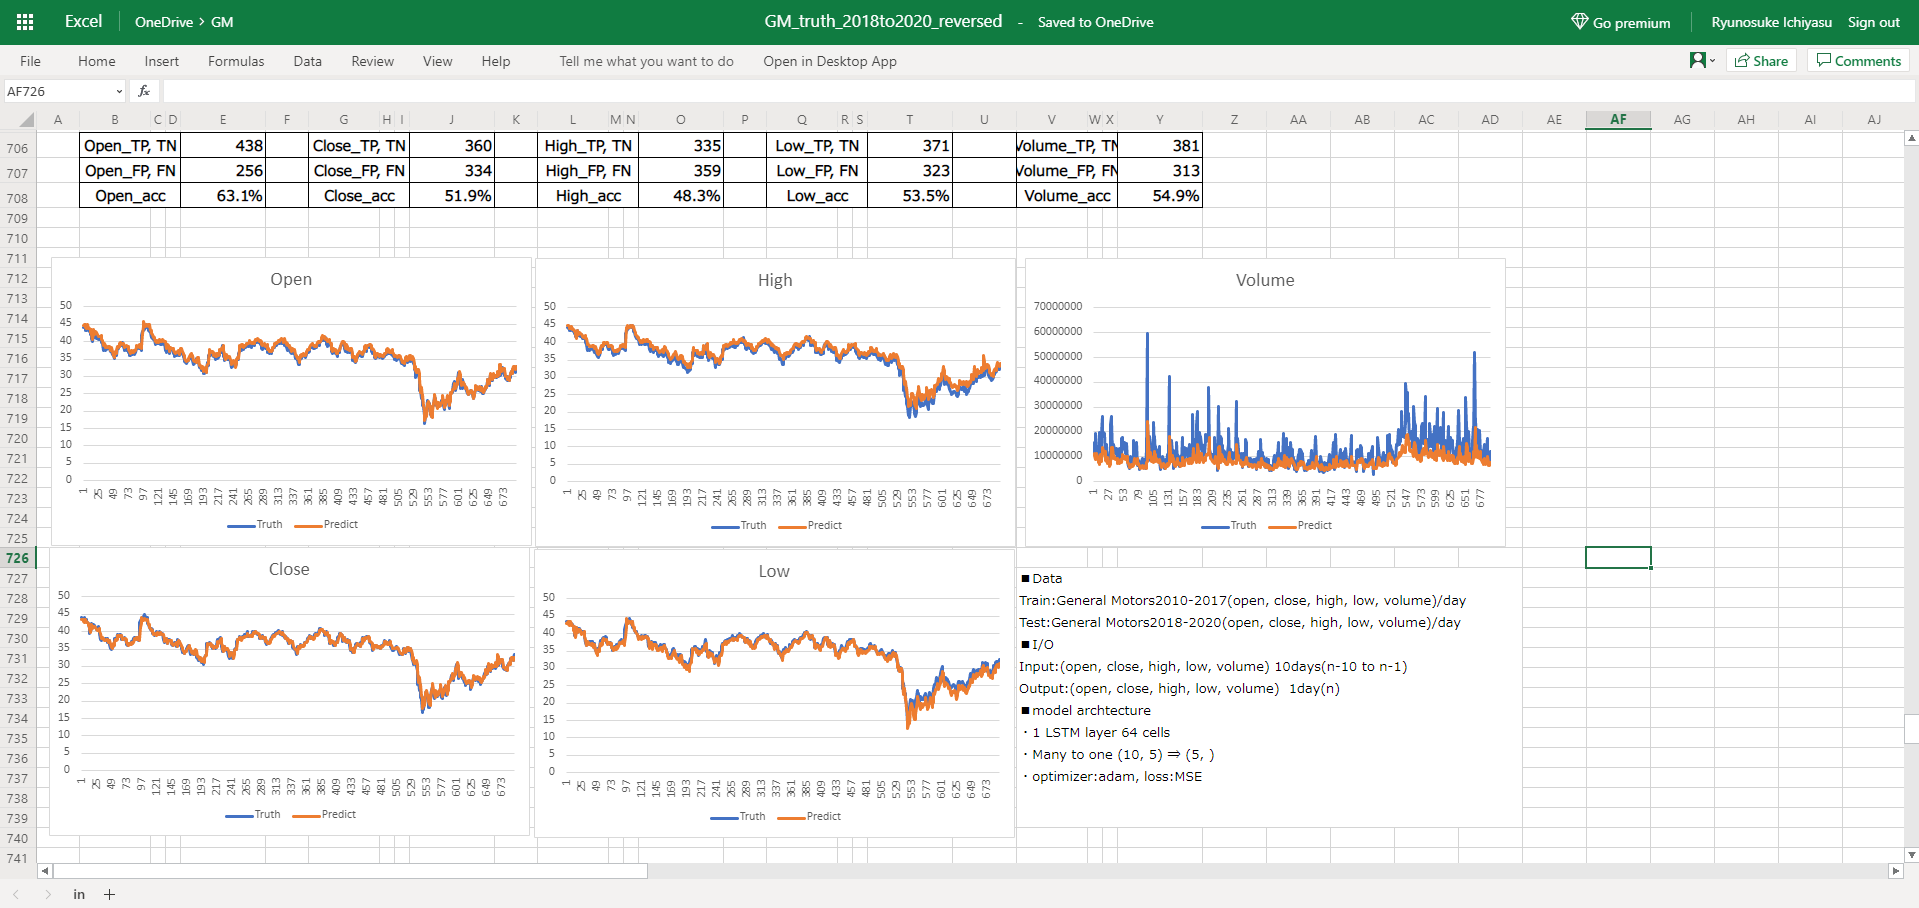 Excel OneDrive › GM GM_truth_2018to2020_reversed - Saved to OneDrive Go premium Ryunosuke Ichiyasu Sign out
File Home Insert Formulas Data Review View Help Tell me what you want to do Open in Desktop App Share Comments
AF726 fx
A B C D E F G H I J K L M N O P Q R S T U V W X Y Z AA AB AC AD AE AF AG AH AI AJ
706 Open_TP, TN 438 Close_TP, TN 360 High_TP, TN 335 Low_TP, TN 371 Volume_TP, TN 381
707 Open_FP, FN 256 Close_FP, FN 334 High_FP, FN 359 Low_FP, FN 323 Volume_FP, FN 313
708 Open_acc 63.1% Close_acc 51.9% High_acc 48.3% Low_acc 53.5% Volume_acc 54.9%
709
710
711
712
713
714
715
716
717
718
719
720
721
722
723
724
725
726
727
728
729
730
731
732
733
734
735
736
737
738
739
740
741
Open
50
45
40
35
30
25
20
15
10
5
0
1 25 49 73 97 121 145 169 193 217 241 265 289 313 337 361 385 409 433 457 481 505 529 553 577 601 625 649 673
Truth Predict
High
50
45
40
35
30
25
20
15
10
5
0
1 25 49 73 97 121 145 169 193 217 241 265 289 313 337 361 385 409 433 457 481 505 529 553 577 601 625 649 673
Truth Predict
Volume
70000000
60000000
50000000
40000000
30000000
20000000
10000000
0
1 27 53 79 105 131 157 183 209 235 261 287 313 339 365 391 417 443 469 495 521 547 573 599 625 651 677
Truth Predict
Close
50
45
40
35
30
25
20
15
10
5
0
1 25 49 73 97 121 145 169 193 217 241 265 289 313 337 361 385 409 433 457 481 505 529 553 577 601 625 649 673
Truth Predict
Low
50
45
40
35
30
25
20
15
10
5
0
1 25 49 73 97 121 145 169 193 217 241 265 289 313 337 361 385 409 433 457 481 505 529 553 577 601 625 649 673
Truth Predict
■Data
Train:General Motors2010-2017(open, close, high, low, volume)/day
Test:General Motors2018-2020(open, close, high, low, volume)/day
■I/O
Input:(open, close, high, low, volume) 10days(n-10 to n-1)
Output:(open, close, high, low, volume) 1day(n)
■model archtecture
・1 LSTM layer 64 cells
・Many to one (10, 5) ⇒ (5, )
・optimizer:adam, loss:MSE
in